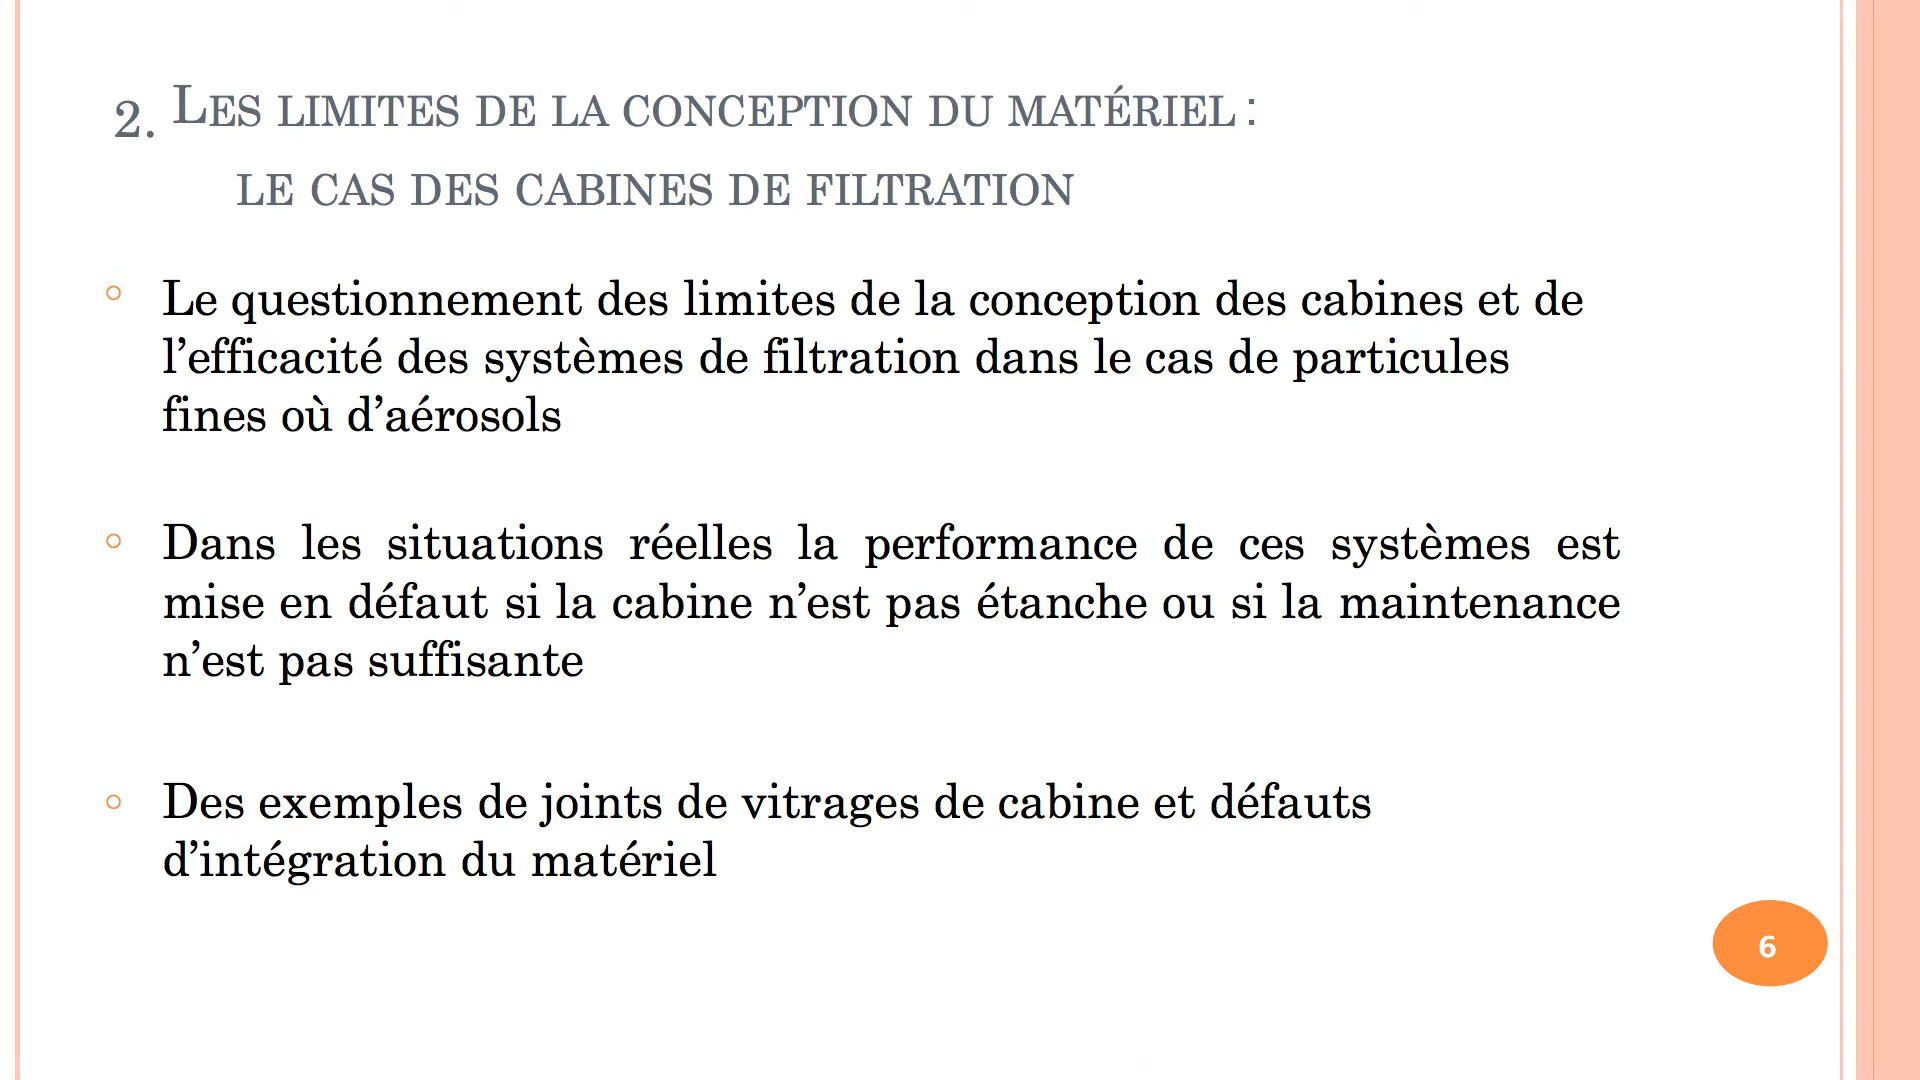 2. Les limites de la conception du matériel :
le cas des cabines de filtration
Le questionnement des limites de la conception des cabines et de
l’efficacité des systèmes de filtration dans le cas de particules
fines où d’aérosols
Dans les situations réelles la performance de ces systèmes est
mise en défaut si la cabine n’est pas étanche ou si la maintenance
n’est pas suffisante
Des exemples de joints de vitrages de cabine et défauts
d’intégration du matériel
6